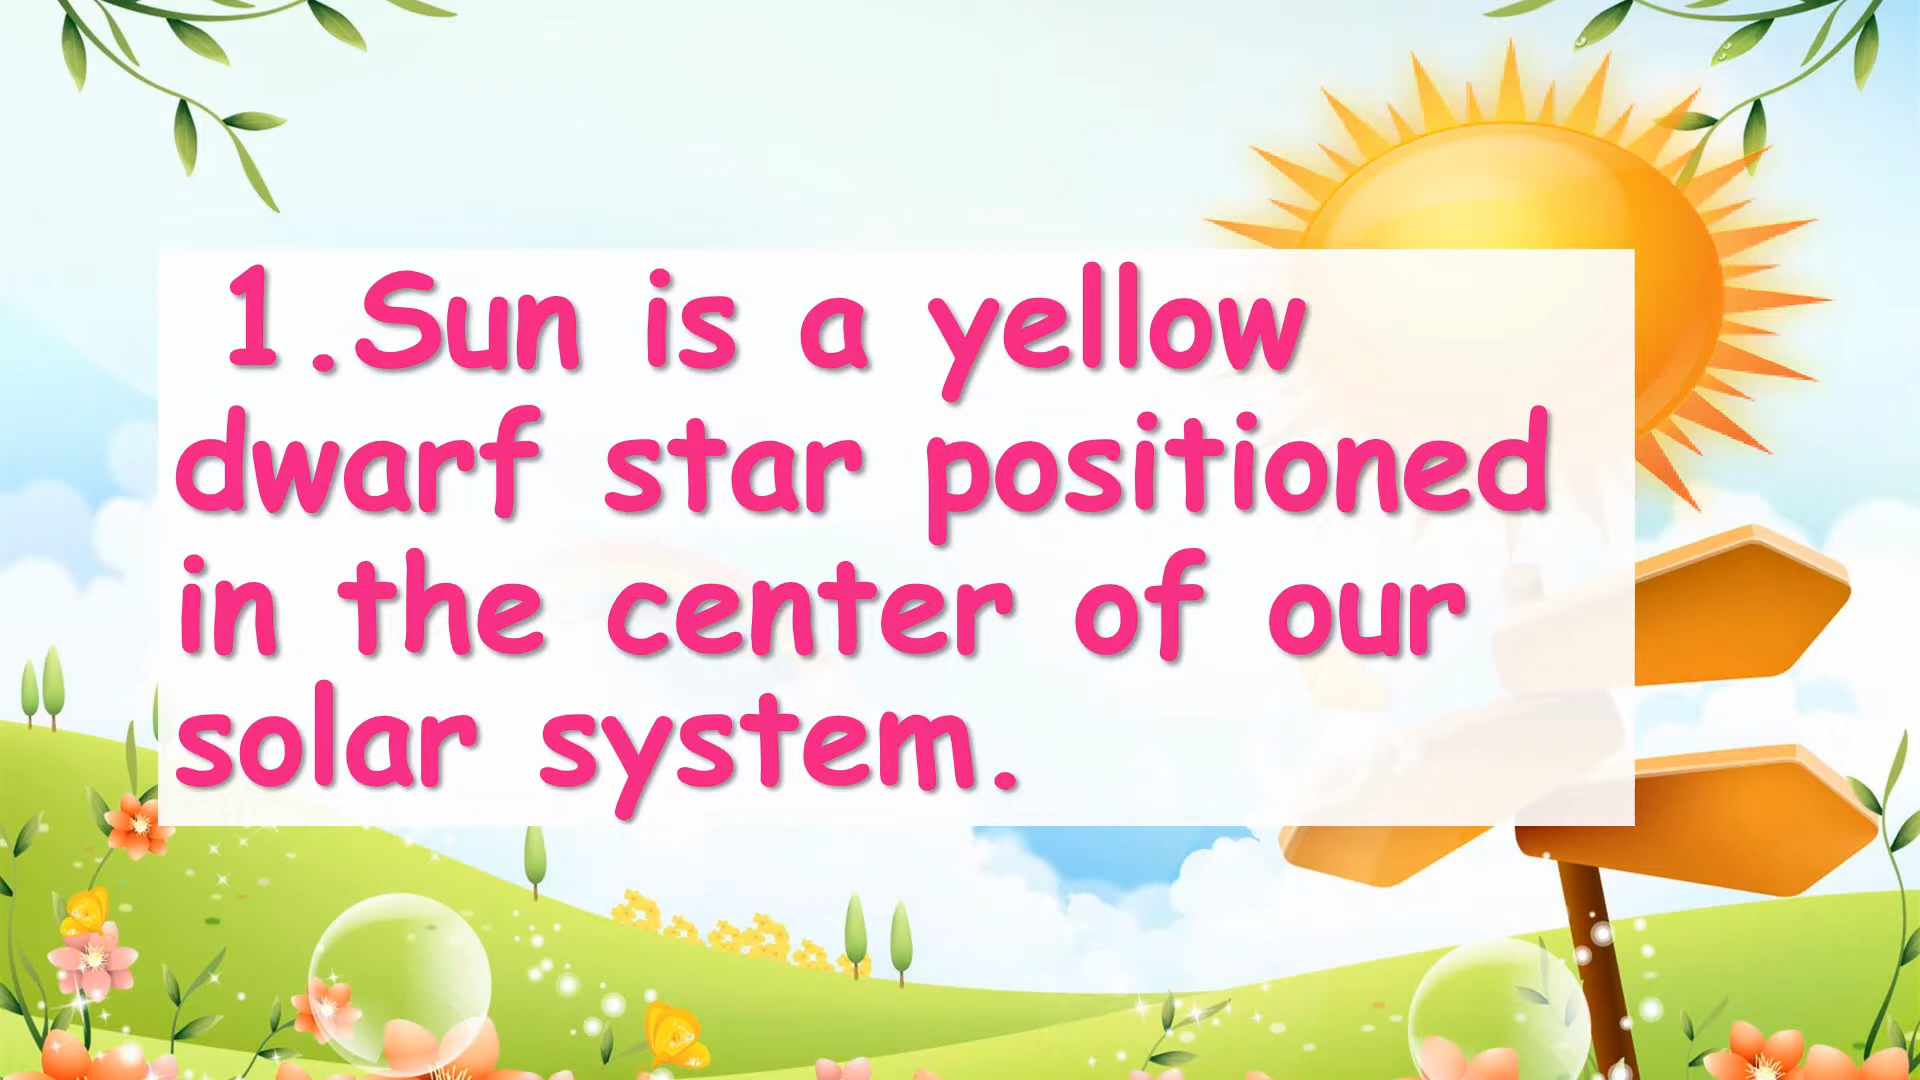 1.Sun is a yellow
dwarf star positioned
in the center of our
solar system.